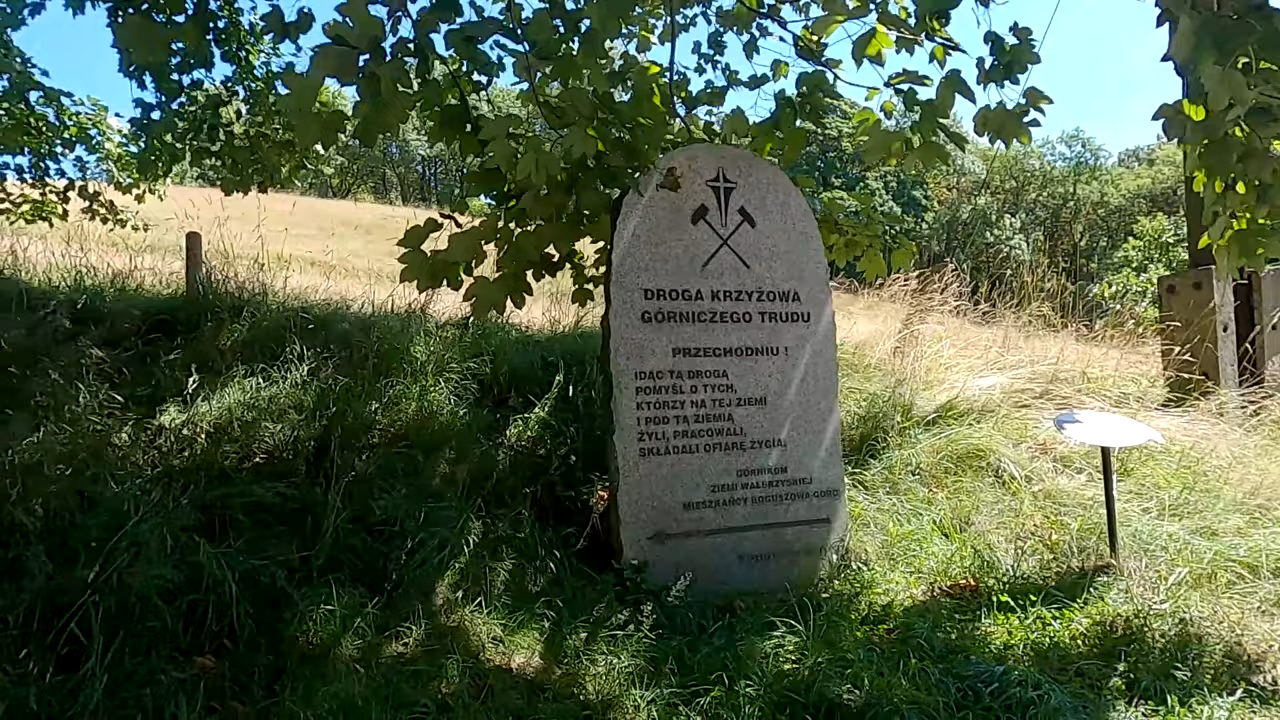 DROGA KRZYŻOWA
GÓRNICZEGO TRUDU
PRZECHODNIU !
IDĄC TĄ DROGĄ
POMYŚL O TYCH,
KTÓRZY NA TEJ ZIEMI
I POD TĄ ZIEMIĄ
ŻYLI, PRACOWALI,
SKŁADALI OFIARĘ ŻYCIA.
GÓRNIKOM
ZIEMI WAŁBRZYSKIEJ
MIESZKAŃCY BOGUSZOWA-GORC